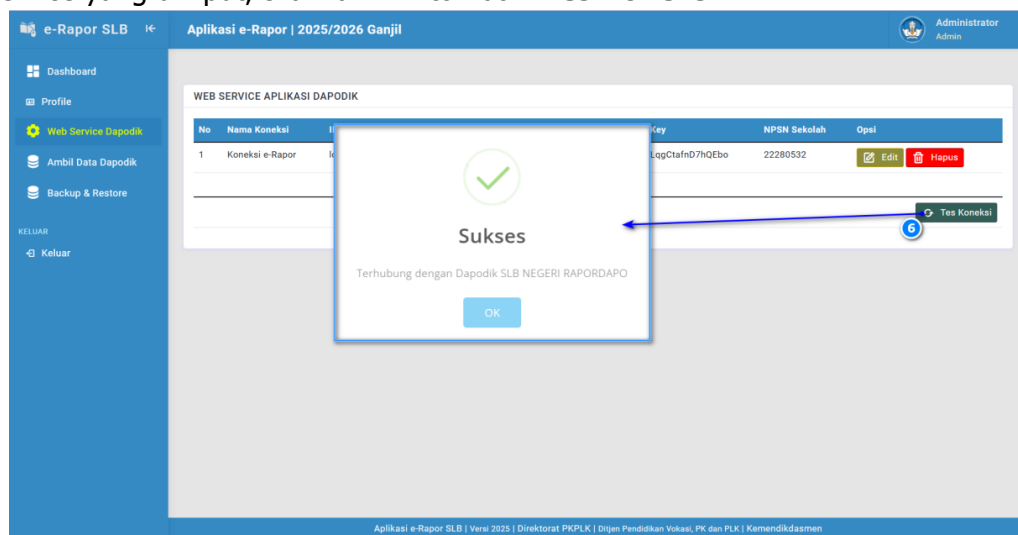 e-Rapor SLB
Aplikasi e-Rapor | 2025/2026 Ganjil
Administrator
Admin
Dashboard
Profile
Web Service Dapodik
Ambil Data Dapodik
Backup & Restore
KELUAR
Keluar
WEB SERVICE APLIKASI DAPODIK
No Nama Koneksi Key NPSN Sekolah Opsi
1 Koneksi e-Rapor LqgCtafnD7hQEbo 22280532 Edit Hapus
Tes Koneksi
6
Sukses
Terhubung dengan Dapodik SLB NEGERI RAPORDAPO
OK
Aplikasi e-Rapor SLB | Versi 2025 | Direktorat PKPLK | Ditjen Pendidikan Vokasi, PK dan PLK | Kemendikdasmen